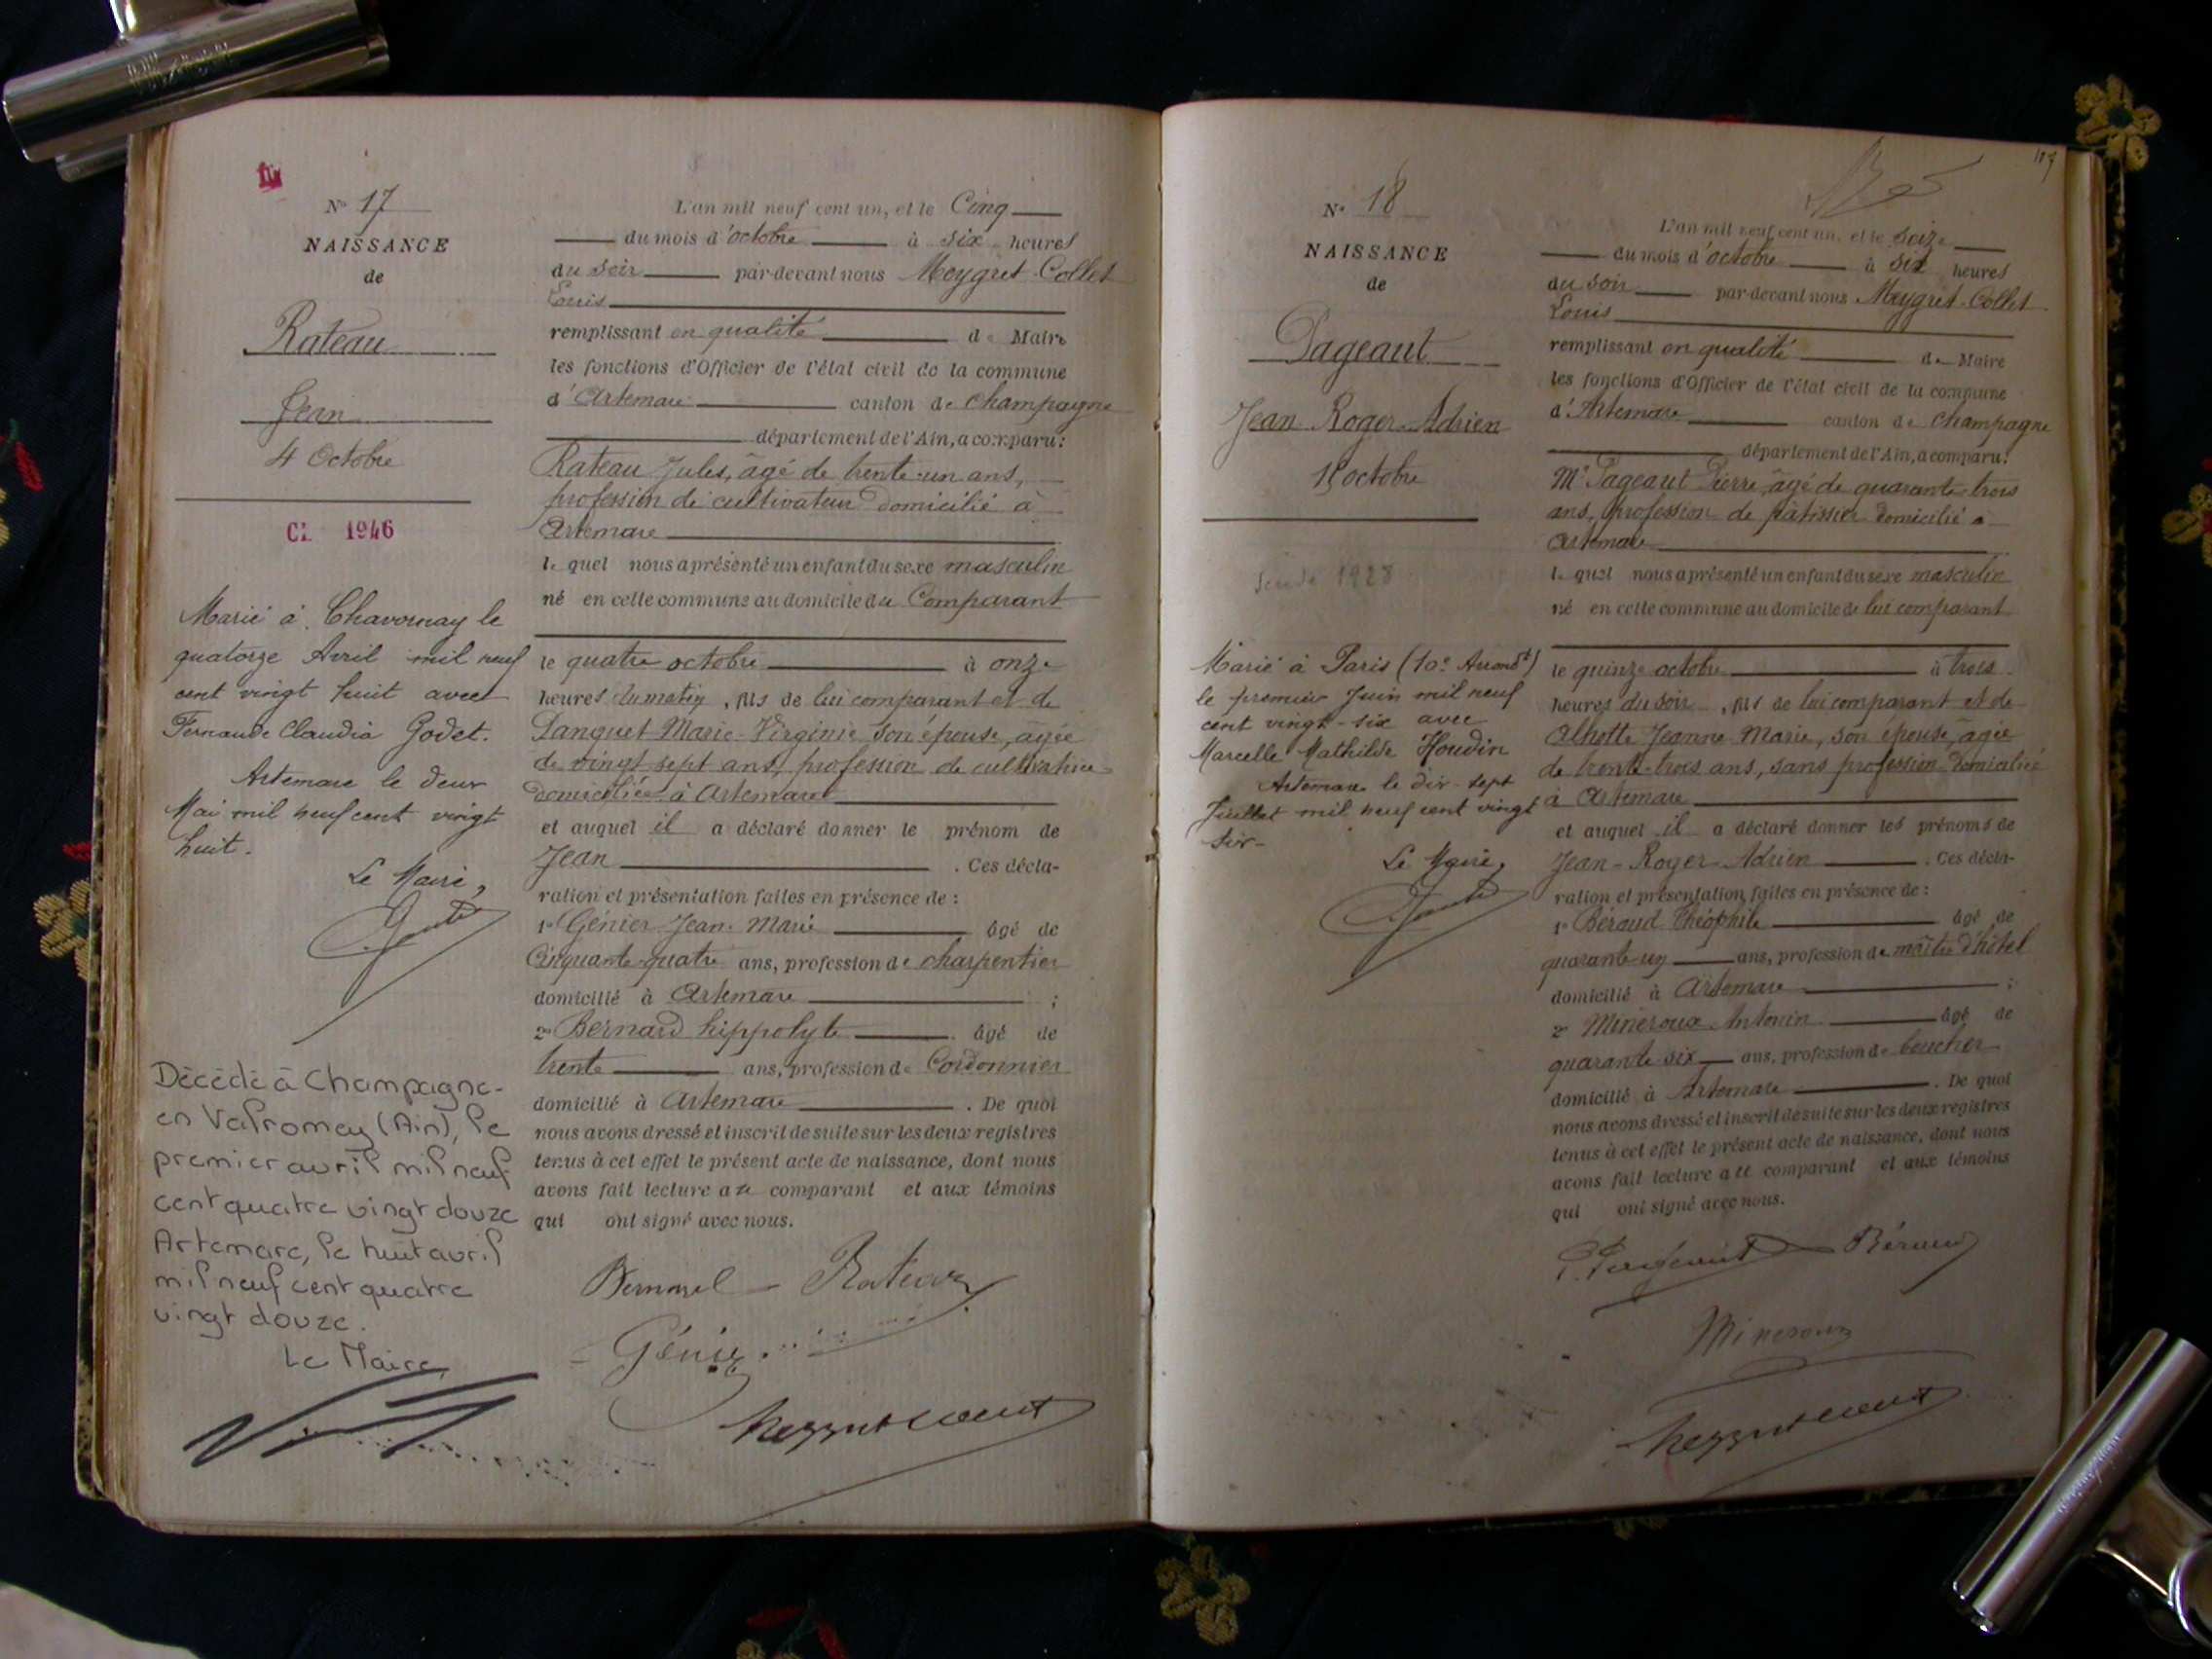 N° 17
NAISSANCE
de
Rateau
Jean
4 Octobre
1946
Marié à Chavornay le
quatorze Avril mil neuf
cent vingt huit avec
Fernande Claudia Godet.
Artemare le deux
Mai mil neuf cent vingt
huit.
Le Maire,
Décédé à Champagne-
en Valromey (Ain), le
premier avril mil neuf
cent quatre vingt douze
Artemare, le huit avril
mil neuf cent quatre
vingt douze.
Le Maire
L'an mil neuf cent un, et le Cinq
du mois d'octobre à six heures
du soir par-devant nous Meygret-Collet
Louis
remplissant en qualité de Maire
les fonctions d'Officier de l'état civil de la commune
d'Artemare canton de Champagne
département de l'Ain, a comparu:
Rateau Jules, âgé de trente-un ans,
profession de cultivateur domicilié à
Artemare
le quel nous a présenté un enfant du sexe masculin
né en cette commune au domicile du Comparant
le quatre octobre à onze
heures du matin, fils de lui comparant et de
Marie-Virginie son épouse, âgée
de vingt sept ans, profession de cultivatrice
domiciliée à Artemare
et auquel il a déclaré donner le prénom de
Jean . Ces décla-
ration et présentation faites en présence de :
1° Génier Jean-Marie âgé de
Cinquante-quatre ans, profession de charpentier
domicilié à Artemare ;
2° Bernard hippolyte âgé de
trente ans, profession de Cordonnier
domicilié à Artemare . De quoi
nous avons dressé et inscrit de suite sur les deux registres
tenus à cet effet le présent acte de naissance, dont nous
avons fait lecture au comparant et aux témoins
qui ont signé avec nous.
Bernard Rateau
Génier
N° 18
NAISSANCE
de
Pageaut
Jean Roger-Adrien
15 octobre
1928
Marié à Paris (10e Arrondt)
le premier Juin mil neuf
cent vingt-six avec
Marcelle Mathilde Houdin
Artemare le dix-sept
Juillet mil neuf cent vingt
six-
Le Maire,
117
L'an mil neuf cent un, et le seize
du mois d'octobre à six heures
du soir par-devant nous Meygret-Collet
Louis
remplissant en qualité de Maire
les fonctions d'Officier de l'état civil de la commune
d'Artemare canton de Champagne
département de l'Ain, a comparu:
Mr Pageaut Pierre, âgé de quarante-trois
ans, profession de pâtissier domicilié à
Artemare
le quel nous a présenté un enfant du sexe masculin
né en cette commune au domicile de lui comparant
le quinze octobre à trois
heures du soir, fils de lui comparant et de
Jeanne Marie, son épouse, âgée
de trente-trois ans, sans profession domiciliée
à Artemare
et auquel il a déclaré donner les prénoms de
Jean-Roger-Adrien . Ces décla-
ration et présentation faites en présence de :
1° Béraud Théophile âgé de
quarante-un ans, profession de maître d'hôtel
domicilié à Artemare ;
2° Mineroux Antonin âgé de
quarante six ans, profession de boucher
domicilié à Artemare . De quoi
nous avons dressé et inscrit de suite sur les deux registres
tenus à cet effet le présent acte de naissance, dont nous
avons fait lecture au comparant et aux témoins
qui ont signé avec nous.
P. Pageaut Béraud
Mineroux